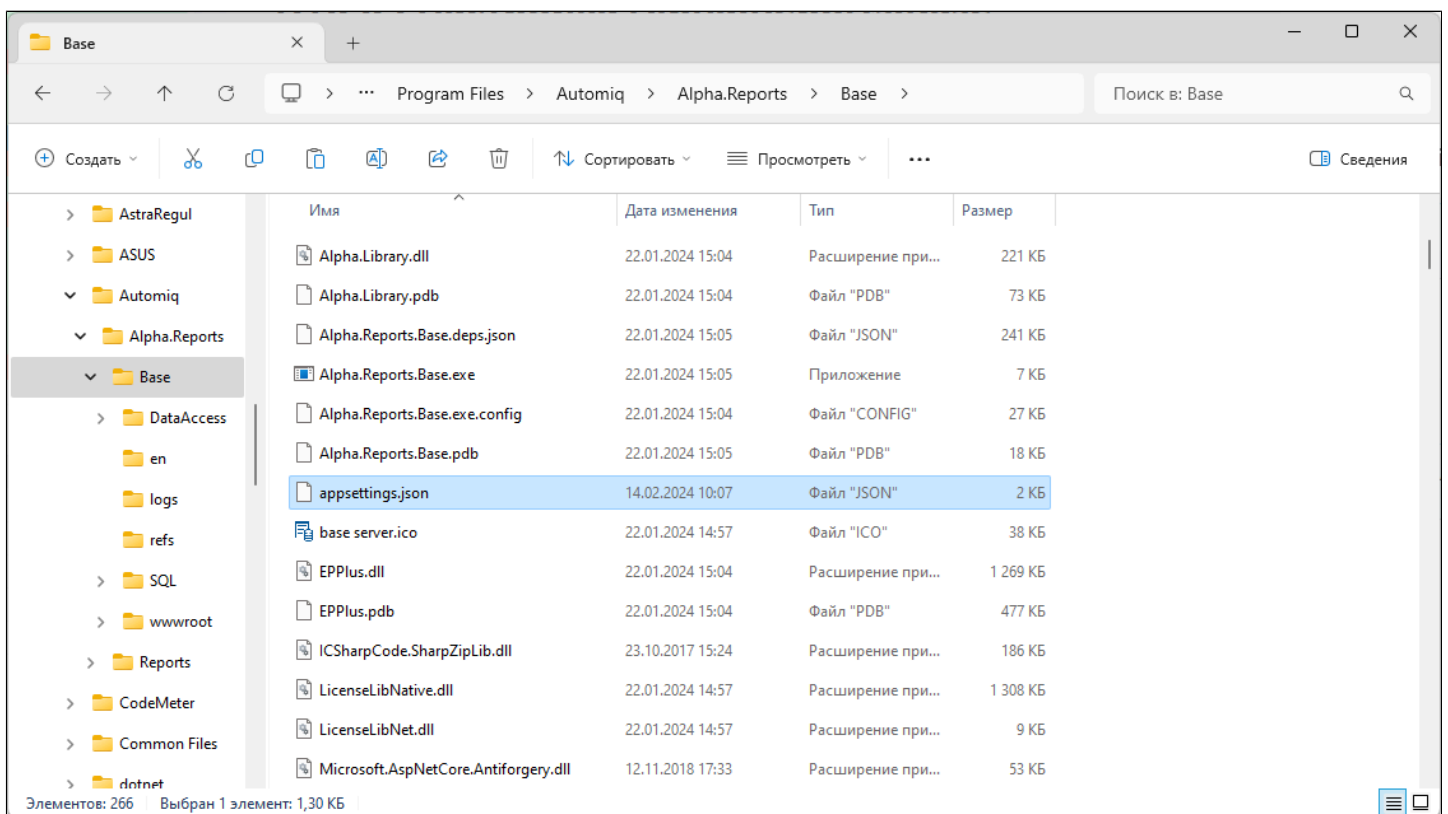 Base
Program Files > Automiq > Alpha.Reports > Base >
Поиск в: Base
Создать
Сортировать
Просмотреть
Сведения
AstraRegul
ASUS
Automiq
Alpha.Reports
Base
DataAccess
en
logs
refs
SQL
wwwroot
Reports
CodeMeter
Common Files
dotnet
Имя Дата изменения Тип Размер
Alpha.Library.dll 22.01.2024 15:04 Расширение при... 221 КБ
Alpha.Library.pdb 22.01.2024 15:04 Файл "PDB" 73 КБ
Alpha.Reports.Base.deps.json 22.01.2024 15:05 Файл "JSON" 241 КБ
Alpha.Reports.Base.exe 22.01.2024 15:05 Приложение 7 КБ
Alpha.Reports.Base.exe.config 22.01.2024 15:04 Файл "CONFIG" 27 КБ
Alpha.Reports.Base.pdb 22.01.2024 15:05 Файл "PDB" 18 КБ
appsettings.json 14.02.2024 10:07 Файл "JSON" 2 КБ
base server.ico 22.01.2024 14:57 Файл "ICO" 38 КБ
EPPlus.dll 22.01.2024 15:04 Расширение при... 1 269 КБ
EPPlus.pdb 22.01.2024 15:04 Файл "PDB" 477 КБ
ICSharpCode.SharpZipLib.dll 23.10.2017 15:24 Расширение при... 186 КБ
LicenseLibNative.dll 22.01.2024 14:57 Расширение при... 1 308 КБ
LicenseLibNet.dll 22.01.2024 14:57 Расширение при... 9 КБ
Microsoft.AspNetCore.Antiforgery.dll 12.11.2018 17:33 Расширение при... 53 КБ
Элементов: 266 Выбран 1 элемент: 1,30 КБ